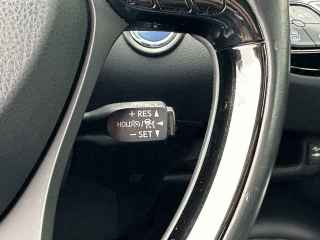 + RES ▲
HOLD
− SET ▼